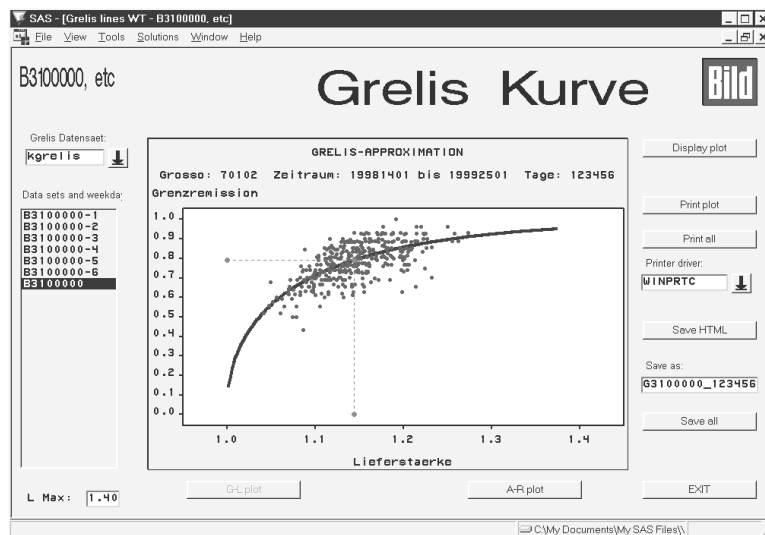 SAS - [Grelis lines WT - B3100000, etc]
File View Tools Solutions Window Help
B3100000, etc
Grelis Kurve
Bild
Grelis Datensaet:
kgrelis
Data sets and weekday
B3100000-1
B3100000-2
B3100000-3
B3100000-4
B3100000-5
B3100000-6
B3100000
L Max: 1.40
GRELIS-APPROXIMATION
Grosso: 70102 Zeitraum: 19981401 bis 19992501 Tage: 123456
Grenzremission
1.0
0.9
0.8
0.7
0.6
0.5
0.4
0.3
0.2
0.1
0.0
1.0 1.1 1.2 1.3 1.4
Lieferstaerke
G-L plot
A-R plot
Display plot
Print plot
Print all
Printer driver:
WINPRTC
Save HTML
Save as:
G3100000_123456
Save all
EXIT
C:\My Documents\My SAS Files\\